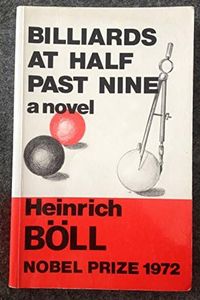 BILLIARDS
AT HALF
PAST NINE
a novel
Heinrich
BÖLL
NOBEL PRIZE 1972